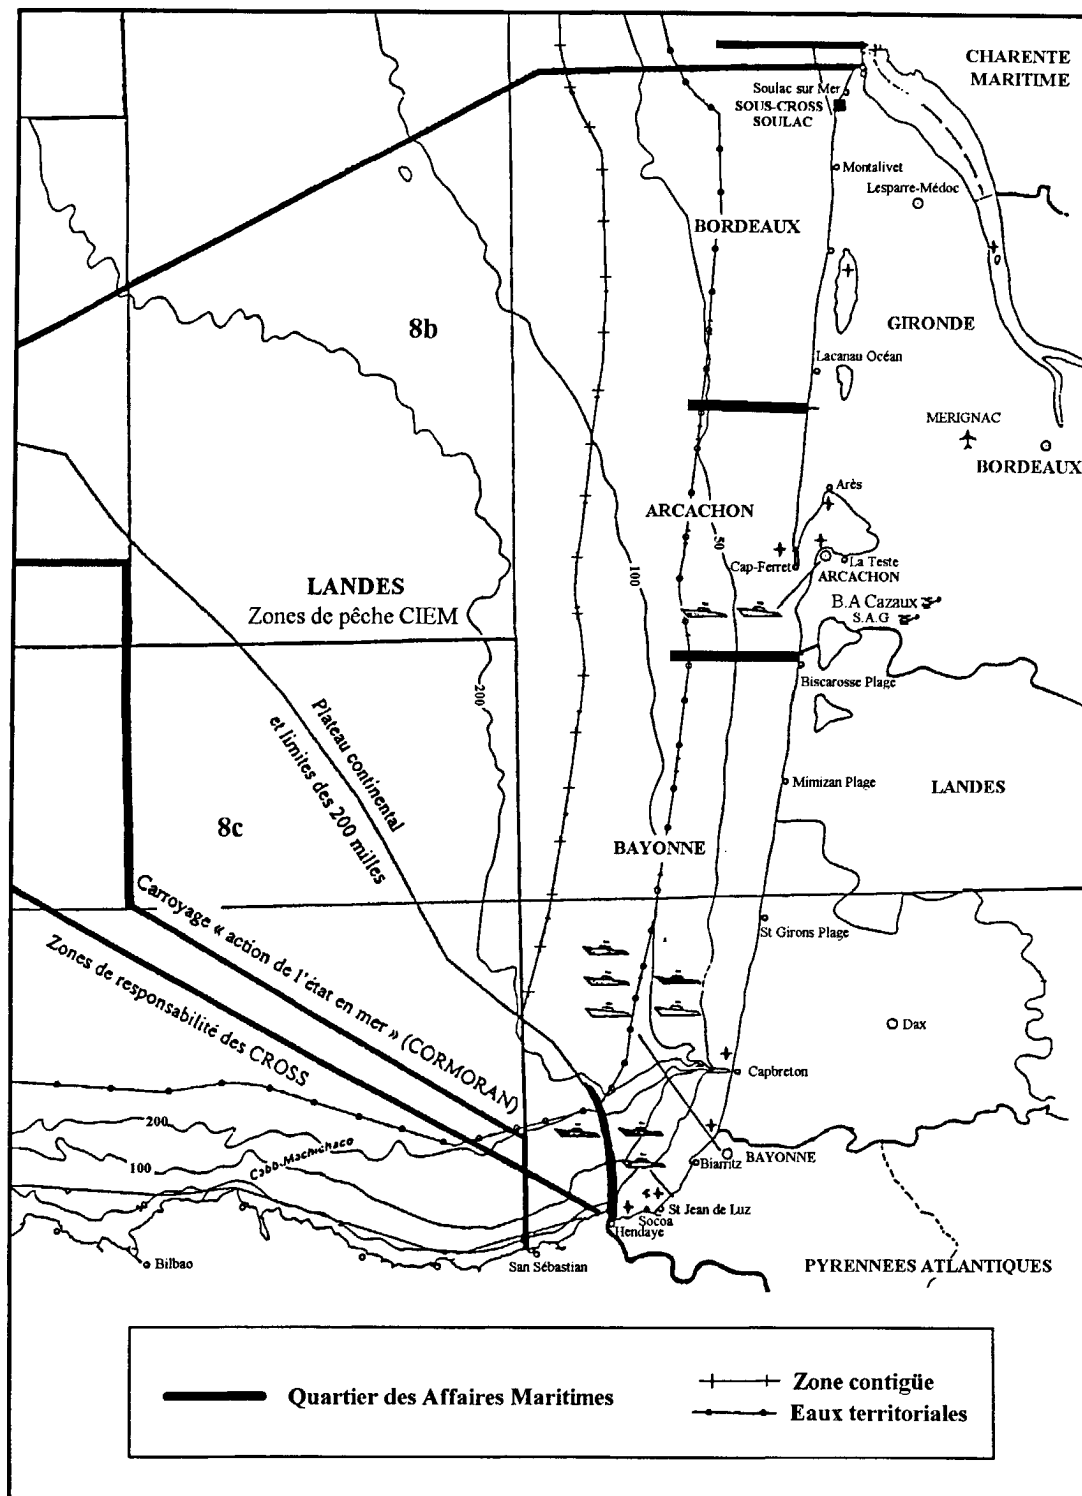 CHARENTE
MARITIME
Soulac sur Mer
SOUS-CROSS
SOULAC
Montalivet
Lesparre-Médoc
BORDEAUX
8b
GIRONDE
Lacanau Océan
MERIGNAC
BORDEAUX
Arès
ARCACHON
50
100
Cap-Ferret
La Teste
ARCACHON
LANDES
Zones de pêche CIEM
B.A Cazaux
S.A.G
Biscarosse Plage
200
Plateau continental
et limites des 200 milles
Mimizan Plage
LANDES
8c
BAYONNE
Carroyage « action de l'état en mer » (CORMORAN)
Zones de responsabilité des CROSS
St Girons Plage
Dax
Capbreton
200
100
Cabb.Machichaco
BAYONNE
Biarritz
St Jean de Luz
Socoa
Hendaye
Bilbao
San Sébastian
PYRENNEES ATLANTIQUES
Quartier des Affaires Maritimes
Zone contigüe
Eaux territoriales